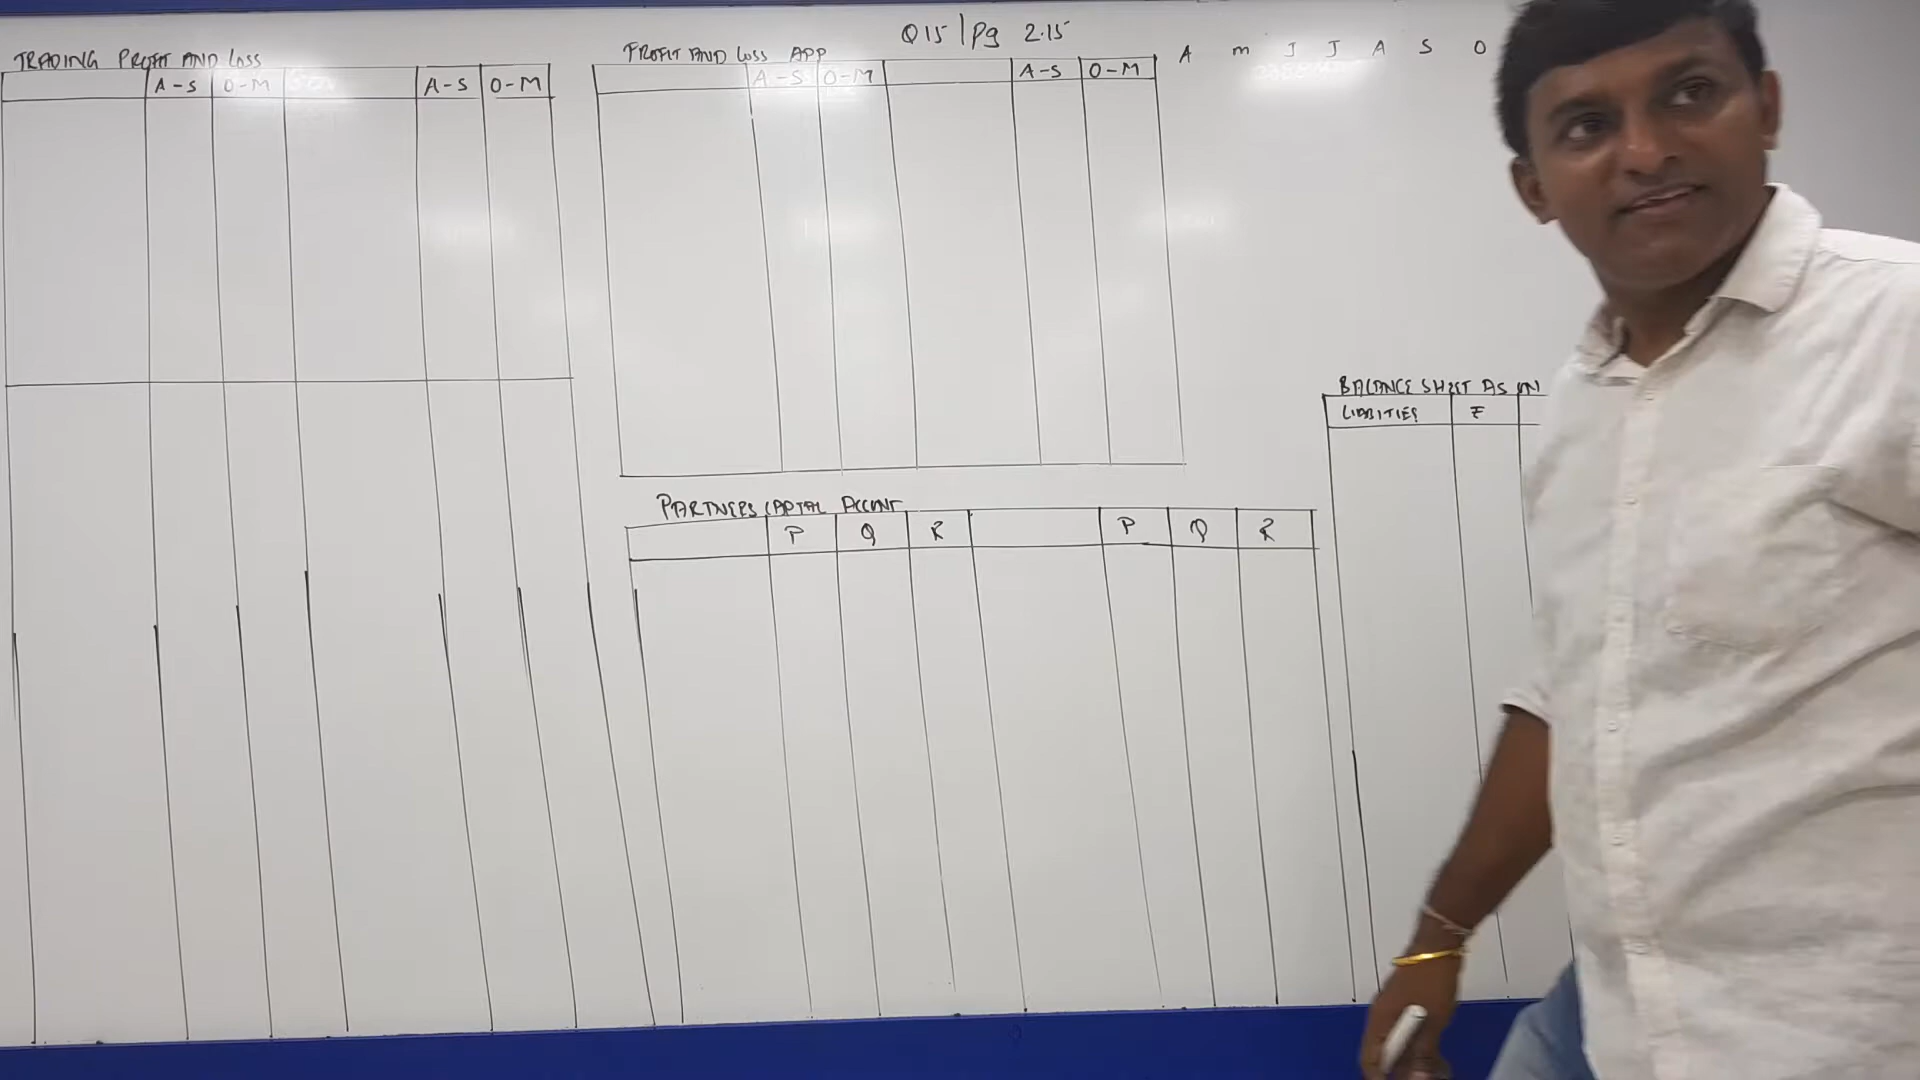 Q15 | Pg 2.15
TRADING PROFIT AND LOSS
A-S O-M A-S O-M
PROFIT AND LOSS APP
A-S O-M A-S O-M
A m J J A S O
PARTNERS CAPITAL ACCOUNT
P Q R P Q R
BALANCE SHEET AS ON
LIABITIES ₹